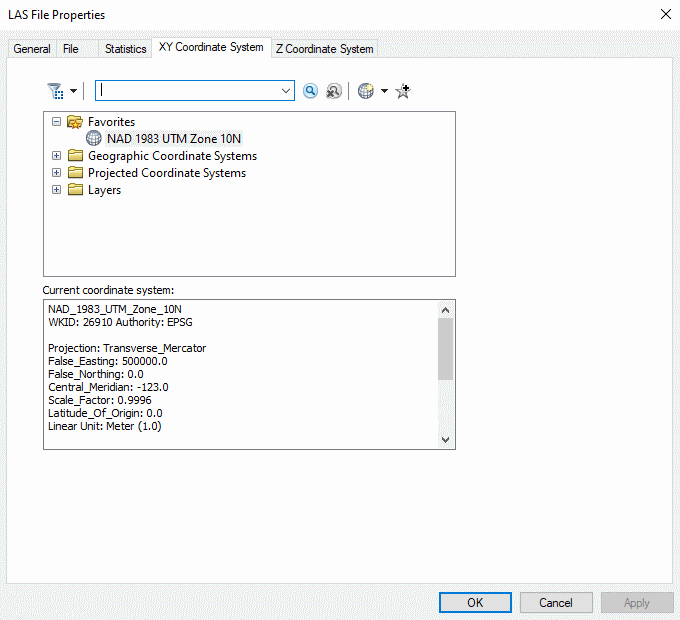 LAS File Properties
General File Statistics XY Coordinate System Z Coordinate System
Favorites
NAD 1983 UTM Zone 10N
Geographic Coordinate Systems
Projected Coordinate Systems
Layers
Current coordinate system:
NAD_1983_UTM_Zone_10N
WKID: 26910 Authority: EPSG
Projection: Transverse_Mercator
False_Easting: 500000.0
False_Northing: 0.0
Central_Meridian: -123.0
Scale_Factor: 0.9996
Latitude_Of_Origin: 0.0
Linear Unit: Meter (1.0)
OK Cancel Apply